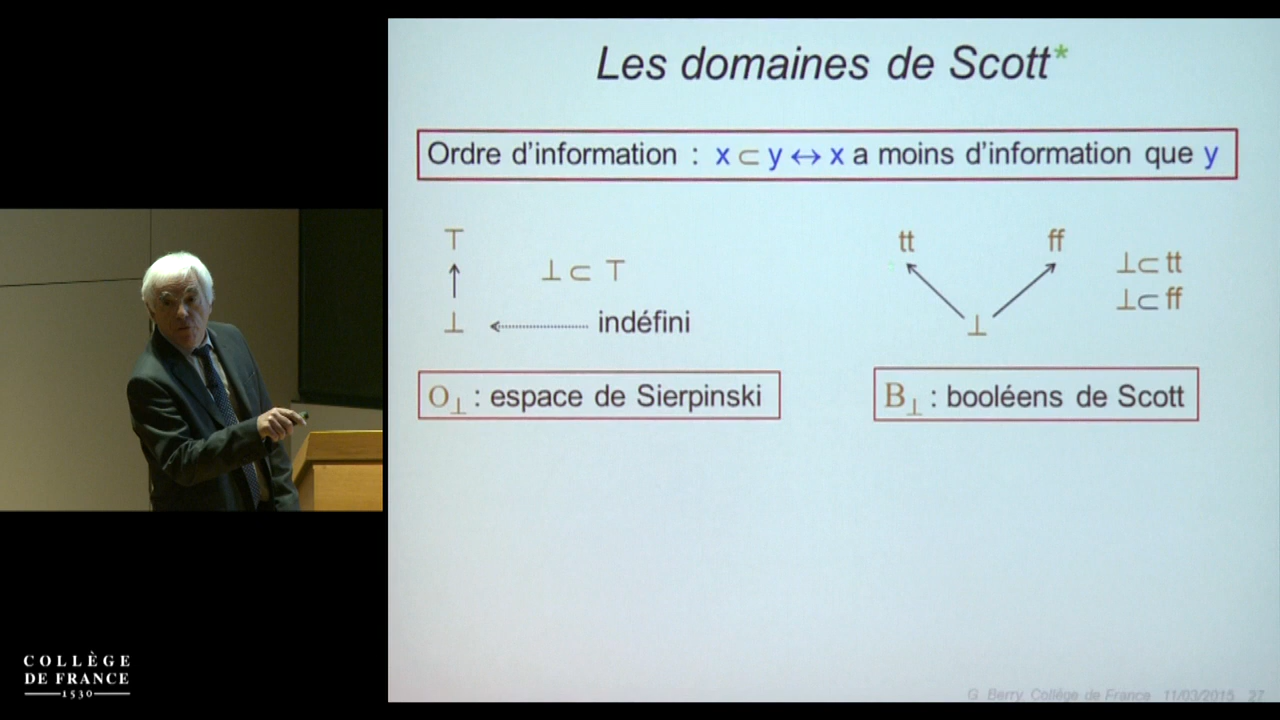 Les domaines de Scott*
Ordre d'information : x ⊂ y ↔ x a moins d'information que y
⊤
⊥ ⊂ ⊤
⊥
indéfini
tt
ff
⊥
⊥⊂ tt
⊥⊂ ff
O⊥ : espace de Sierpinski
B⊥ : booléens de Scott
COLLÈGE
DE FRANCE
1530
G. Berry, Collège de France 11/03/2015 27